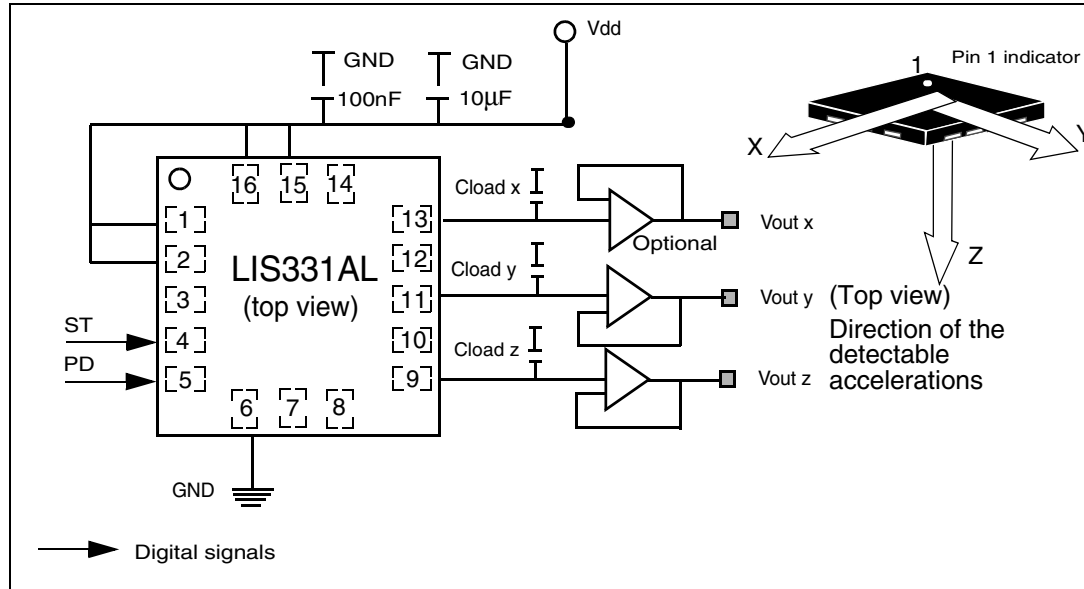 Vdd
GND
GND
100nF
10µF
1
Pin 1 indicator
X
Y
Z
16
15
14
1
2
3
4
5
13
12
11
10
9
6
7
8
LIS331AL
(top view)
ST
PD
Cload x
Cload y
Cload z
Optional
Vout x
Vout y
Vout z
(Top view)
Direction of the
detectable
accelerations
GND
Digital signals